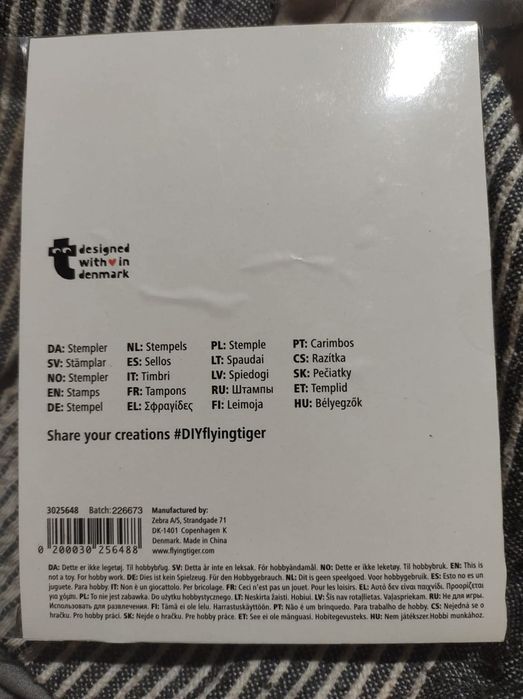 t designed
with in
denmark
DA: Stempler NL: Stempels PL: Stemple PT: Carimbos
SV: Stämplar ES: Sellos LT: Spaudai CS: Razítka
NO: Stempler IT: Timbri LV: Spiedogi SK: Pečiatky
EN: Stamps FR: Tampons RU: Штампы ET: Templid
DE: Stempel EL: Σφραγίδες FI: Leimoja HU: Bélyegzők
Share your creations #DIYflyingtiger
3025648 Batch: 226673
0 200030 256488
Manufactured by:
Zebra A/S, Strandgade 71
DK-1401 Copenhagen K
Denmark. Made in China
www.flyingtiger.com
DA: Dette er ikke legetøj. Til hobbybrug. SV: Detta är inte en leksak. För hobbyändamål. NO: Dette er ikke leketøy. Til hobbybruk. EN: This
is not a toy. For hobby work. DE: Dies ist kein Spielzeug. Für den Hobbygebrauch. NL: Dit is geen speelgoed. Voor hobbygebruik. ES: Esto no es un
juguete. Para hobby. IT: Non è un giocattolo. Per bricolage. FR: Ceci n'est pas un jouet. Pour les loisirs. EL: Αυτό δεν είναι παιχνίδι. Προορίζεται
για χόμπι. PL: To nie jest zabawka. Do użytku hobbystycznego. LT: Neskirta žaisti. Hobiui. LV: Šis nav rotaļlietas. Vaļaspriekam. RU: Не для игры.
Использовать для развлечения. FI: Tämä ei ole lelu. Harrastuskäyttöön. PT: Não é um brinquedo. Para trabalho de hobby. CS: Nejedná se o
hračku. Pro hobby práci. SK: Nejde o hračku. Pre hobby práce. ET: See ei ole mänguasi. Hobitegevusteks. HU: Nem játékszer. Hobbi munkához.